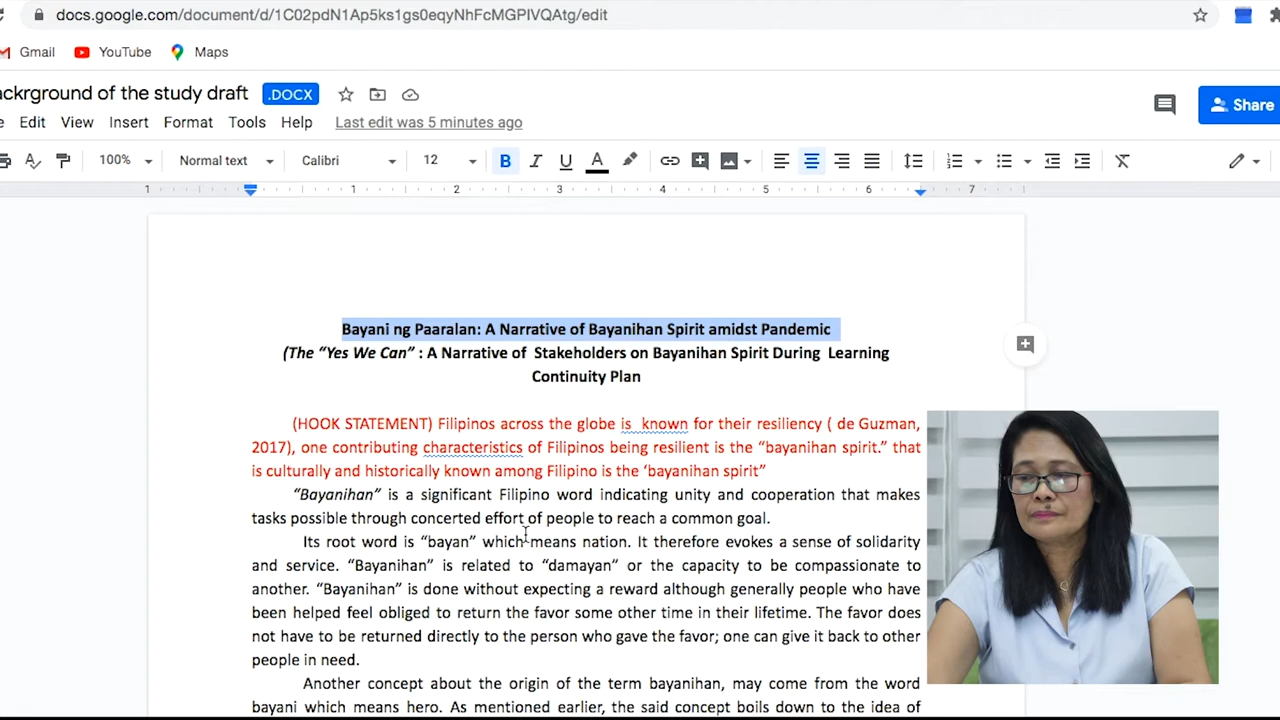 docs.google.com/document/d/1C02pdN1Ap5ks1gs0eqyNhFcMGPIVQAtg/edit
Gmail YouTube Maps
ackrground of the study draft .DOCX
Edit View Insert Format Tools Help Last edit was 5 minutes ago
Share
100% Normal text Calibri 12 B I U A
1 1 2 3 4 5 6 7
Bayani ng Paaralan: A Narrative of Bayanihan Spirit amidst Pandemic
(The “Yes We Can” : A Narrative of Stakeholders on Bayanihan Spirit During Learning
Continuity Plan
(HOOK STATEMENT) Filipinos across the globe is known for their resiliency ( de Guzman,
2017), one contributing characteristics of Filipinos being resilient is the “bayanihan spirit.” that
is culturally and historically known among Filipino is the ‘bayanihan spirit”
“Bayanihan” is a significant Filipino word indicating unity and cooperation that makes
tasks possible through concerted effort of people to reach a common goal.
Its root word is “bayan” which means nation. It therefore evokes a sense of solidarity
and service. “Bayanihan” is related to “damayan” or the capacity to be compassionate to
another. “Bayanihan” is done without expecting a reward although generally people who have
been helped feel obliged to return the favor some other time in their lifetime. The favor does
not have to be returned directly to the person who gave the favor; one can give it back to other
people in need.
Another concept about the origin of the term bayanihan, may come from the word
bayani which means hero. As mentioned earlier, the said concept boils down to the idea of